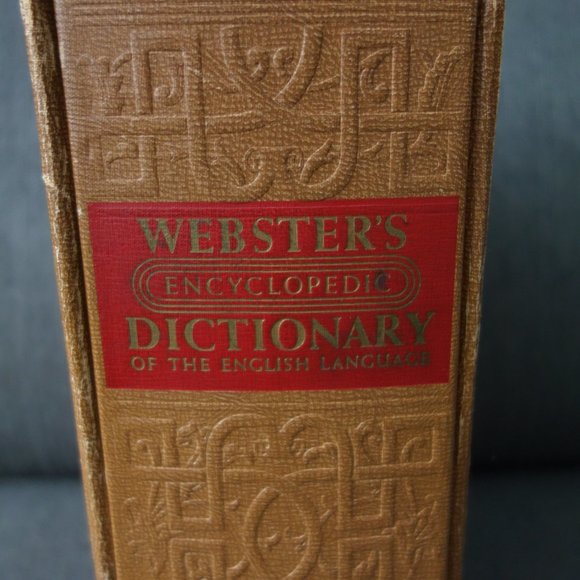 WEBSTER'S
ENCYCLOPEDIC
DICTIONARY
OF THE ENGLISH LANGUAGE